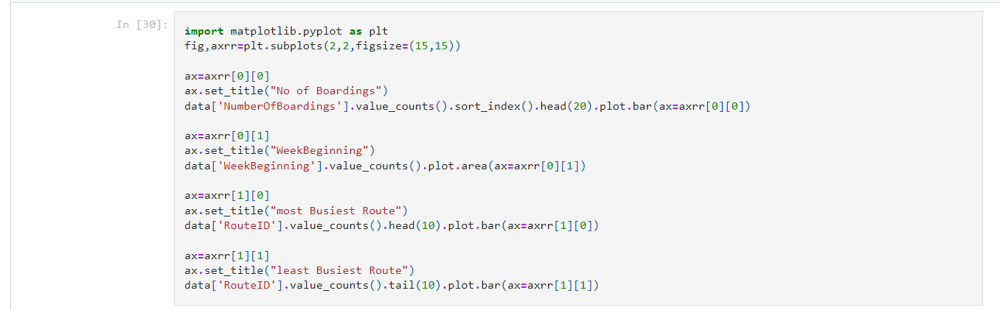 In [30]:
import matplotlib.pyplot as plt
fig,axrr=plt.subplots(2,2,figsize=(15,15))
ax=axrr[0][0]
ax.set_title("No of Boardings")
data['NumberOfBoardings'].value_counts().sort_index().head(20).plot.bar(ax=axrr[0][0])
ax=axrr[0][1]
ax.set_title("WeekBeginning")
data['WeekBeginning'].value_counts().plot.area(ax=axrr[0][1])
ax=axrr[1][0]
ax.set_title("most Busiest Route")
data['RouteID'].value_counts().head(10).plot.bar(ax=axrr[1][0])
ax=axrr[1][1]
ax.set_title("least Busiest Route")
data['RouteID'].value_counts().tail(10).plot.bar(ax=axrr[1][1])